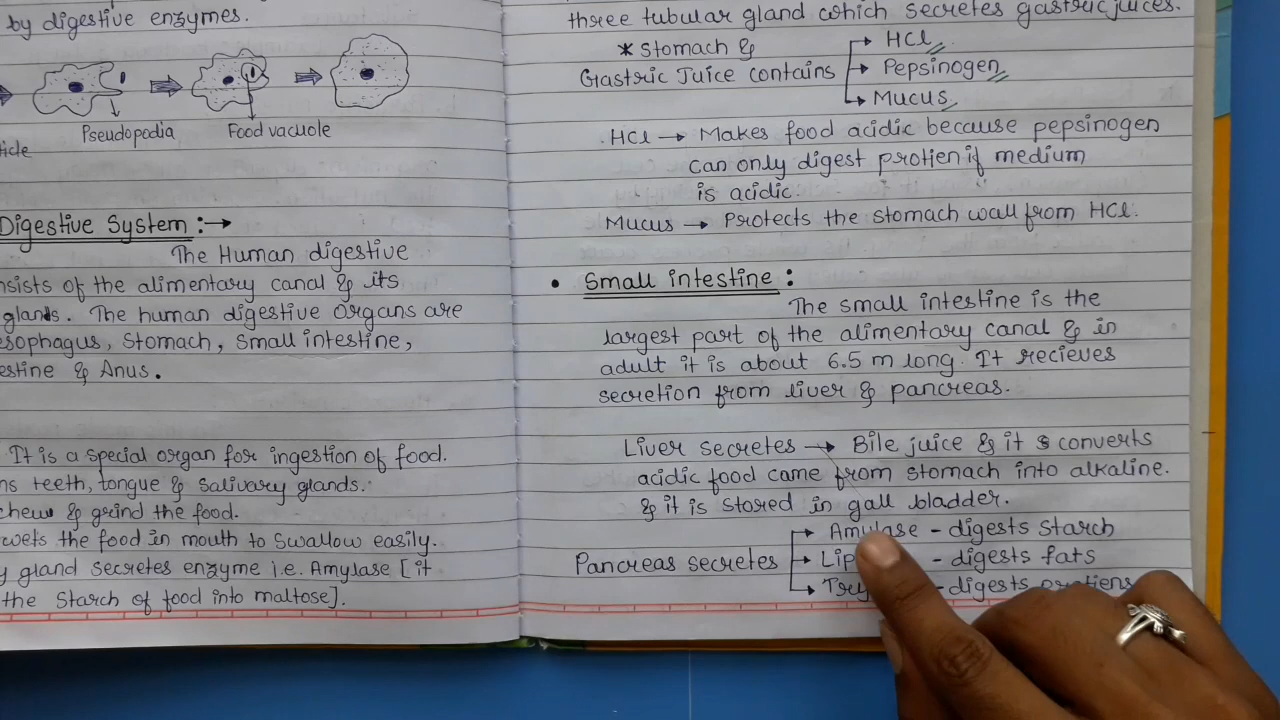 by digestive enzymes.
Pseudopodia
Food vacuole
Digestive System :→
The Human digestive
of the alimentary canal & its
glands. The human digestive organs are
Stomach, Small intestine,
& Anus.
It is a special organ for ingestion of food.
teeth, tongue & Salivary glands.
chew & grind the food.
wets the food in mouth to Swallow easily.
gland secretes enzyme i.e. Amylase [it
the Starch of food into maltose].
three tubular gland which secretes gastric juices.
* Stomach &
Gastric Juice contains
HCl
Pepsinogen
Mucus
HCl → Makes food acidic because pepsinogen
can only digest protien if medium
is acidic.
Mucus → Protects the stomach wall from HCl.
• Small intestine :
The small intestine is the
largest part of the alimentary canal & in
adult it is about 6.5 m long. It recieves
secretion from liver & pancreas.
Liver secretes → Bile juice & it converts
acidic food came from stomach into alkaline.
& it is stored in gall bladder.
Pancreas secretes
Amylase - digests Starch
- digests fats
- digests protiens